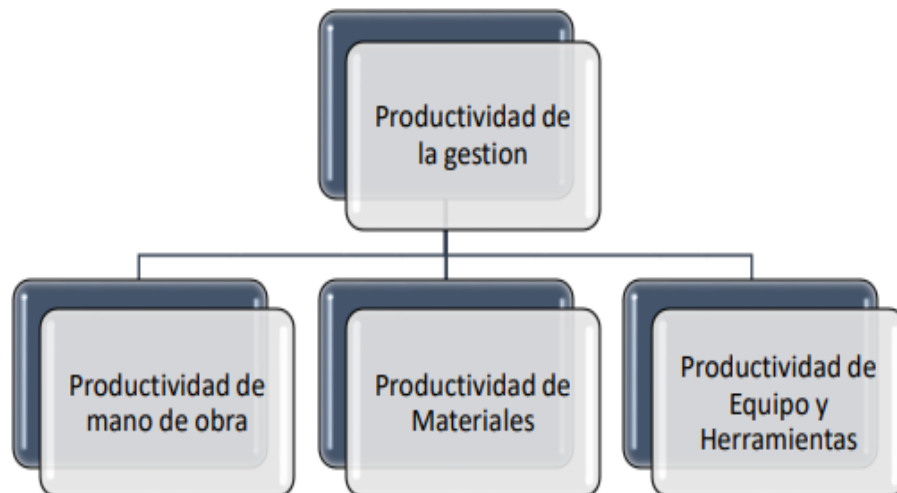 Productividad de
la gestion
Productividad de
mano de obra
Productividad de
Materiales
Productividad de
Equipo y
Herramientas